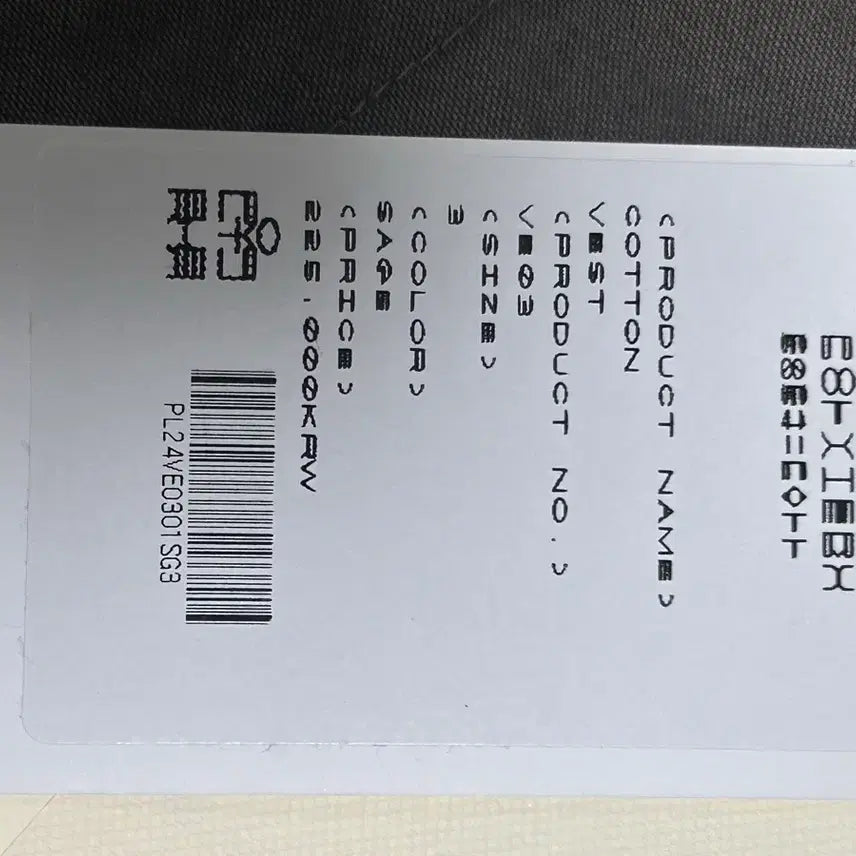 <PRODUCT NAME>
COTTON
VEST
<PRODUCT NO.>
VE03
<SIZE>
3
<COLOR>
SAGE
<PRICE>
225.000KRW
PL24VE0301SG3